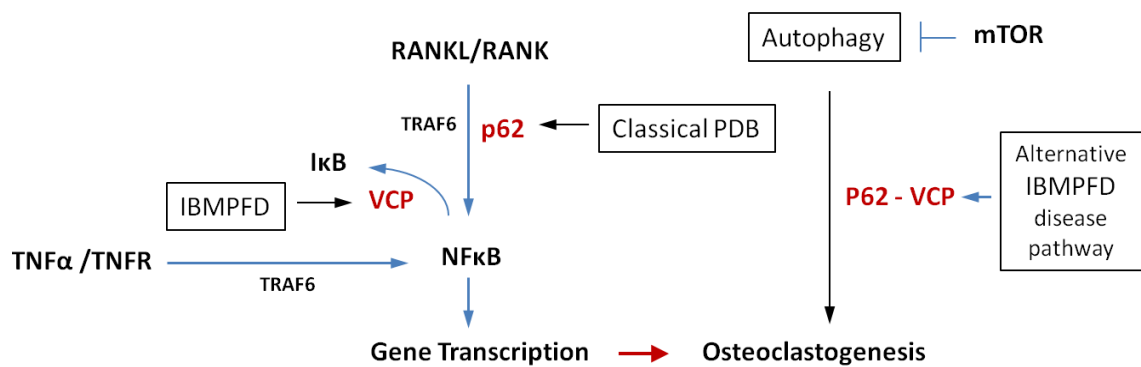 Autophagy
mTOR
RANKL/RANK
TRAF6
p62
Classical PDB
IκB
VCP
IBMPFD
P62 - VCP
Alternative
IBMPFD
disease
pathway
TNFα /TNFR
TRAF6
NFκB
Gene Transcription
Osteoclastogenesis